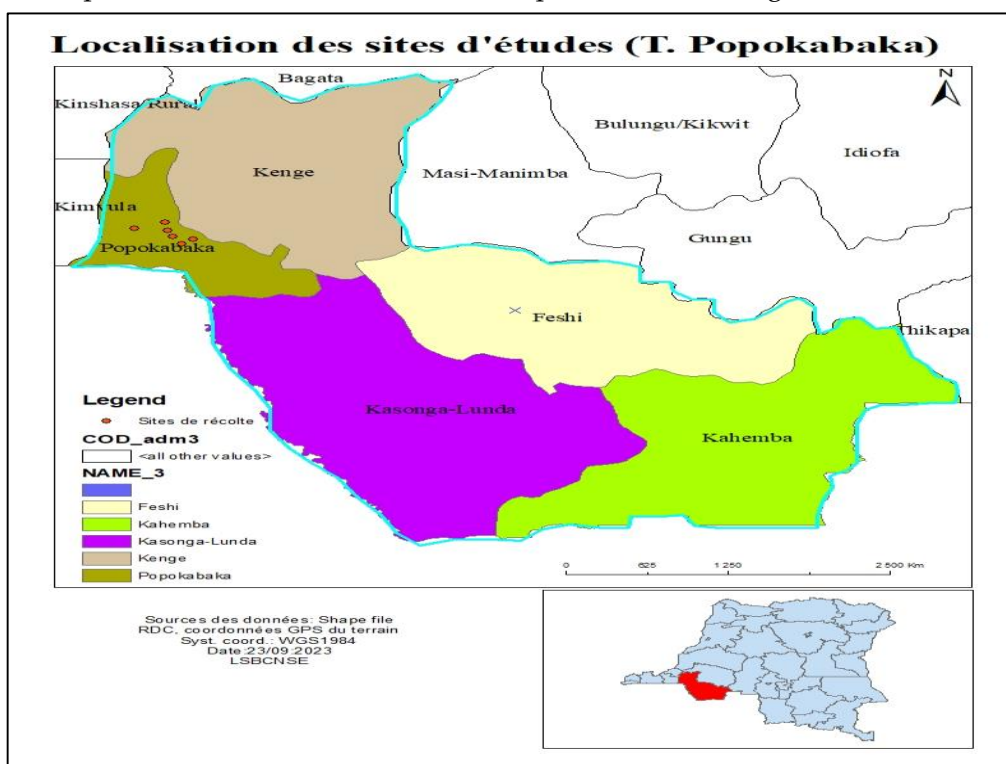 Localisation des sites d'études (T. Popokabaka)
Bagata
N
Kinshasa Rural
Bulungu/Kikwit
Idiofa
Kenge
Masi-Manimba
Kimvula
Gungu
Popokabaka
Feshi
Thikapa
Kasonga-Lunda
Kahemba
Legend
Sites de récolte
COD_adm3
<all other values>
NAME_3
Feshi
Kahemba
Kasonga-Lunda
Kenge
Popokabaka
0 625 1 250 2 500 Km
Sources des données: Shape file
RDC, coordonnées GPS du terrain
Syst. coord.: WGS1984
Date:23/09:2023
LSBCNSE